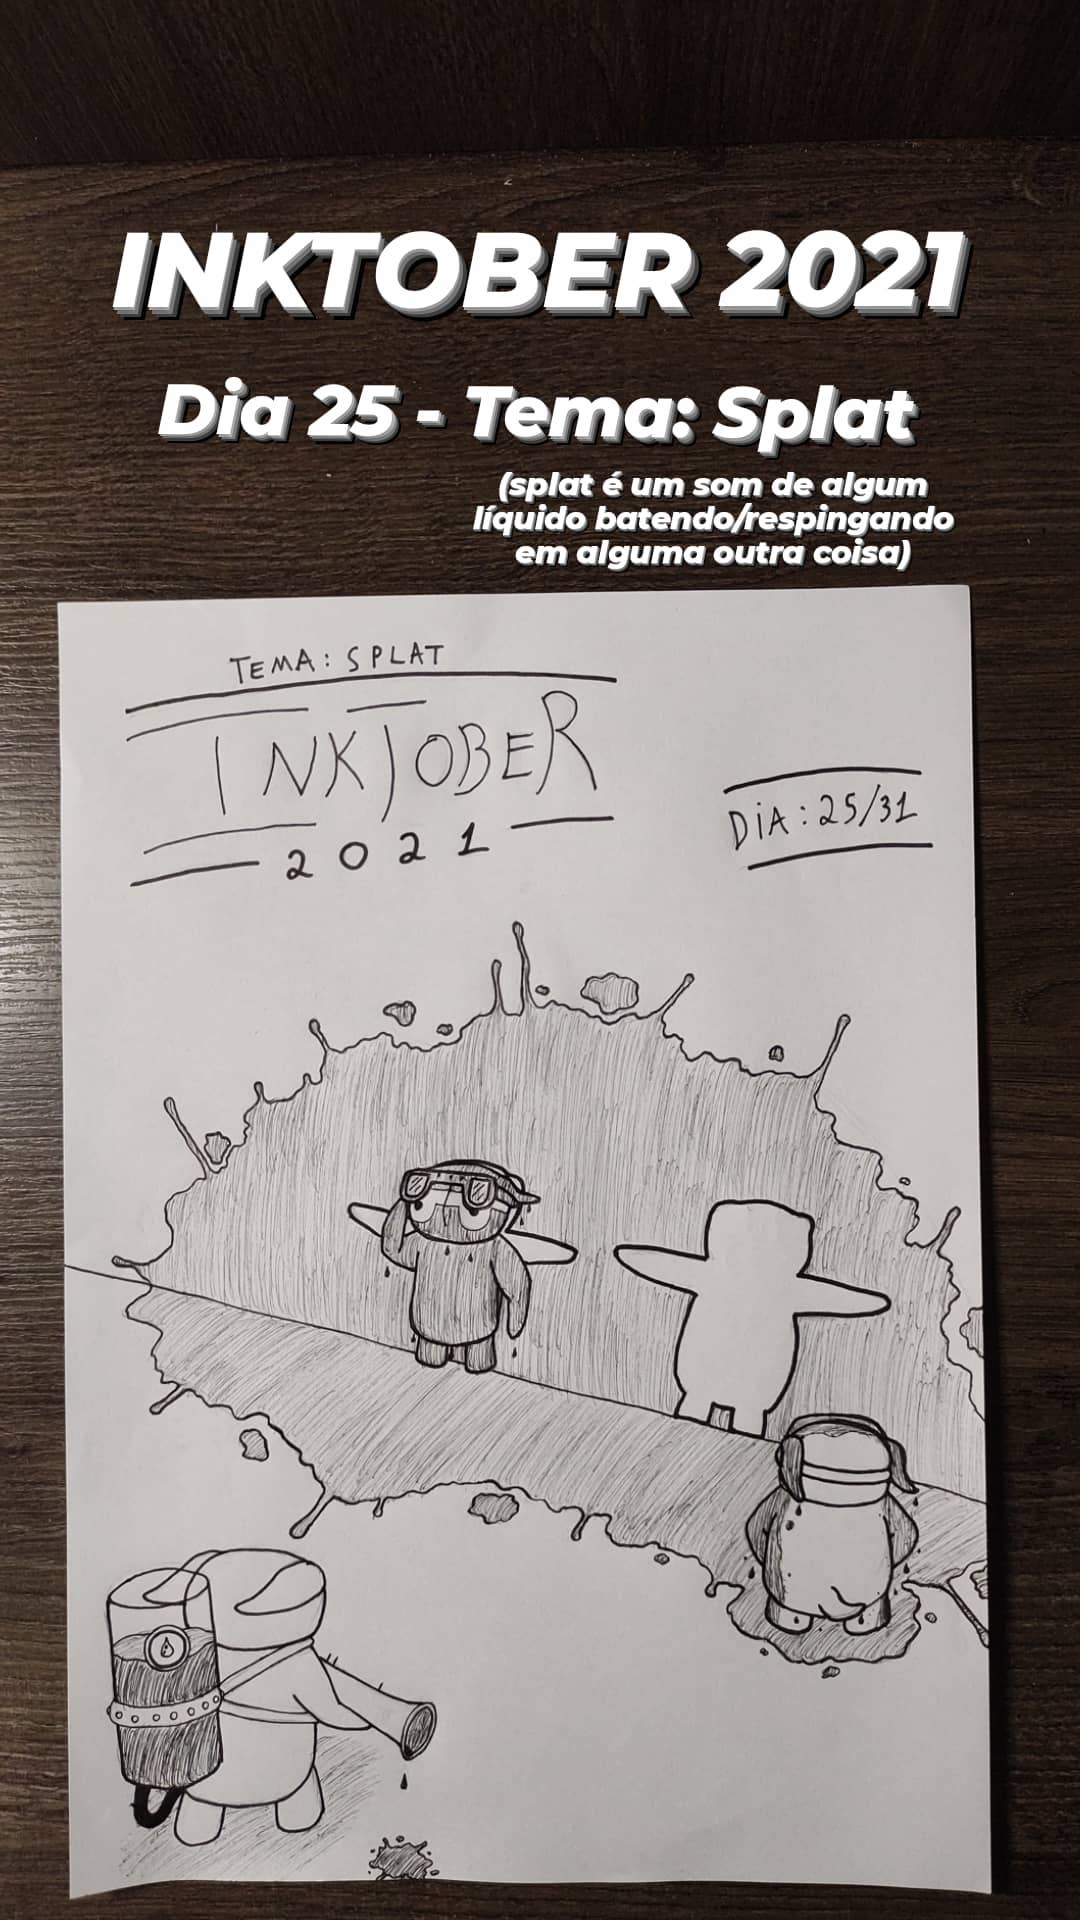 INKTOBER 2021
Dia 25 - Tema: Splat
(splat é um som de algum
líquido batendo/respingando
em alguma outra coisa)
TEMA: SPLAT
INKTOBER
2021
DiA: 25/31